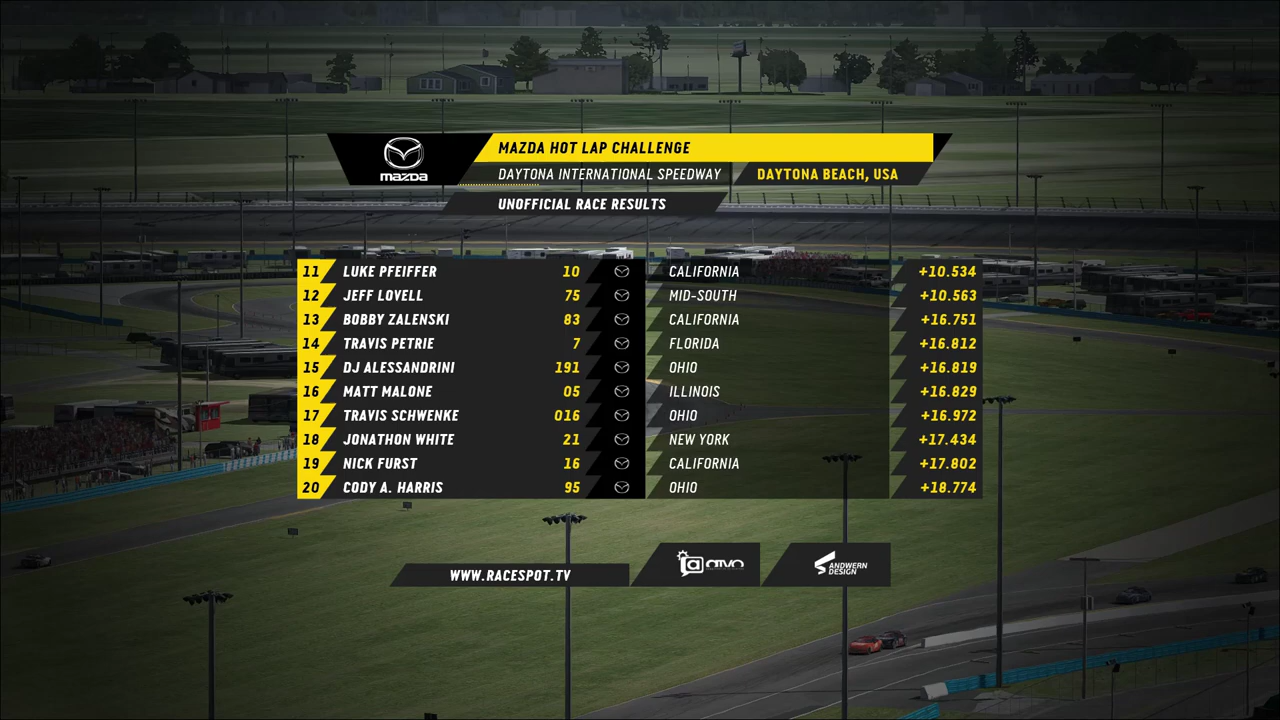 MAZDA HOT LAP CHALLENGE
mazda
DAYTONA INTERNATIONAL SPEEDWAY DAYTONA BEACH, USA
UNOFFICIAL RACE RESULTS
11 LUKE PFEIFFER 10 CALIFORNIA +10.534
12 JEFF LOVELL 75 MID-SOUTH +10.563
13 BOBBY ZALENSKI 83 CALIFORNIA +16.751
14 TRAVIS PETRIE 7 FLORIDA +16.812
15 DJ ALESSANDRINI 191 OHIO +16.819
16 MATT MALONE 05 ILLINOIS +16.829
17 TRAVIS SCHWENKE 016 OHIO +16.972
18 JONATHON WHITE 21 NEW YORK +17.434
19 NICK FURST 16 CALIFORNIA +17.802
20 CODY A. HARRIS 95 OHIO +18.774
WWW.RACESPOT.TV
SANDWERN
DESIGN